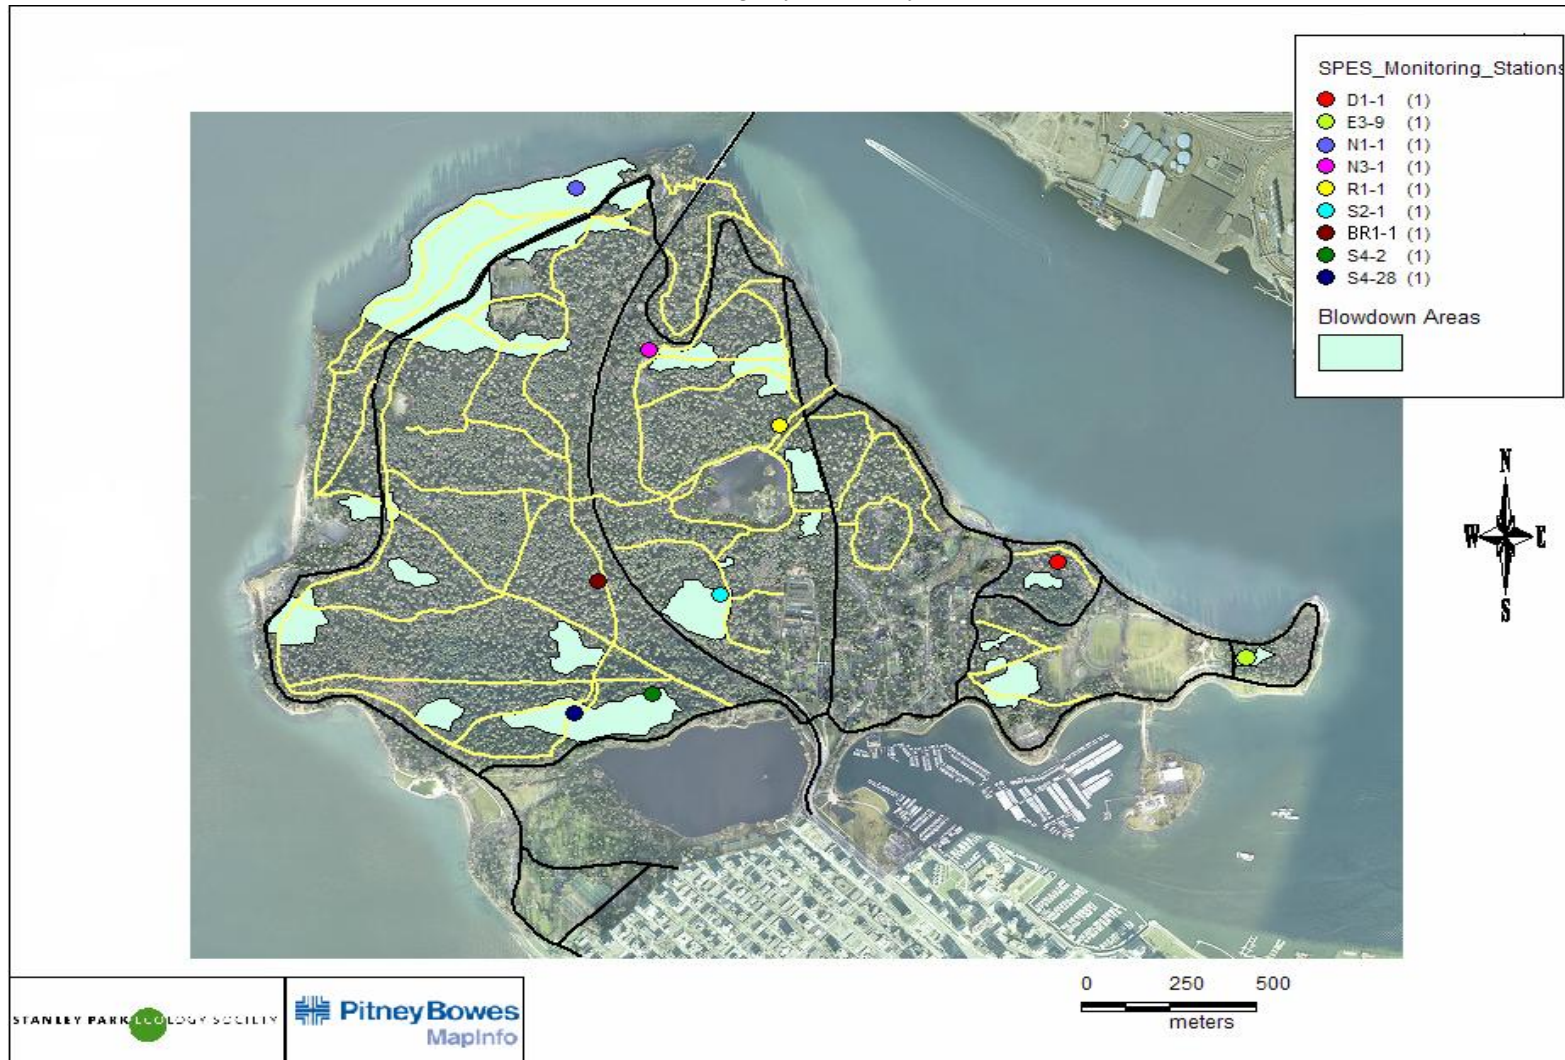 SPES_Monitoring_Stations
D1-1 (1)
E3-9 (1)
N1-1 (1)
N3-1 (1)
R1-1 (1)
S2-1 (1)
BR1-1 (1)
S4-2 (1)
S4-28 (1)
Blowdown Areas
N
W E
S
0 250 500
meters
STANLEY PARK ECOLOGY SOCIETY
PitneyBowes
MapInfo